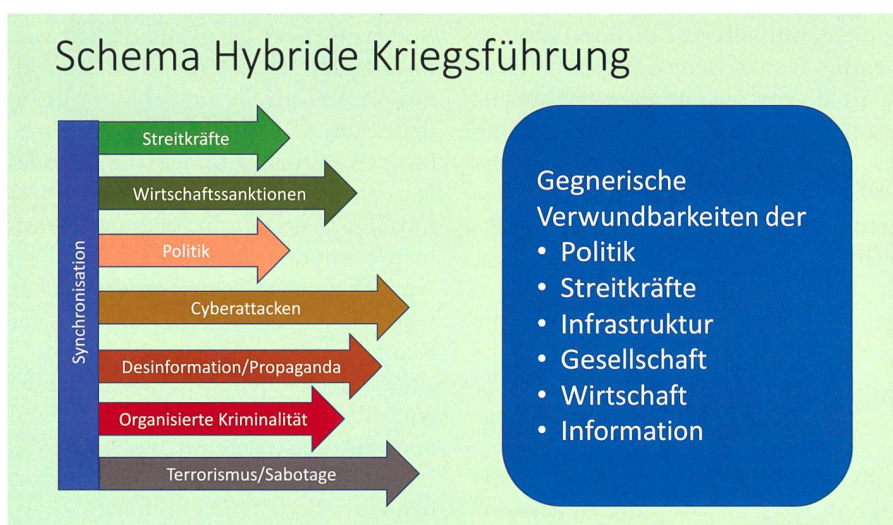 Schema Hybride Kriegsführung
Synchronisation
Streitkräfte
Wirtschaftssanktionen
Politik
Cyberattacken
Desinformation/Propaganda
Organisierte Kriminalität
Terrorismus/Sabotage
Gegnerische
Verwundbarkeiten der
• Politik
• Streitkräfte
• Infrastruktur
• Gesellschaft
• Wirtschaft
• Information